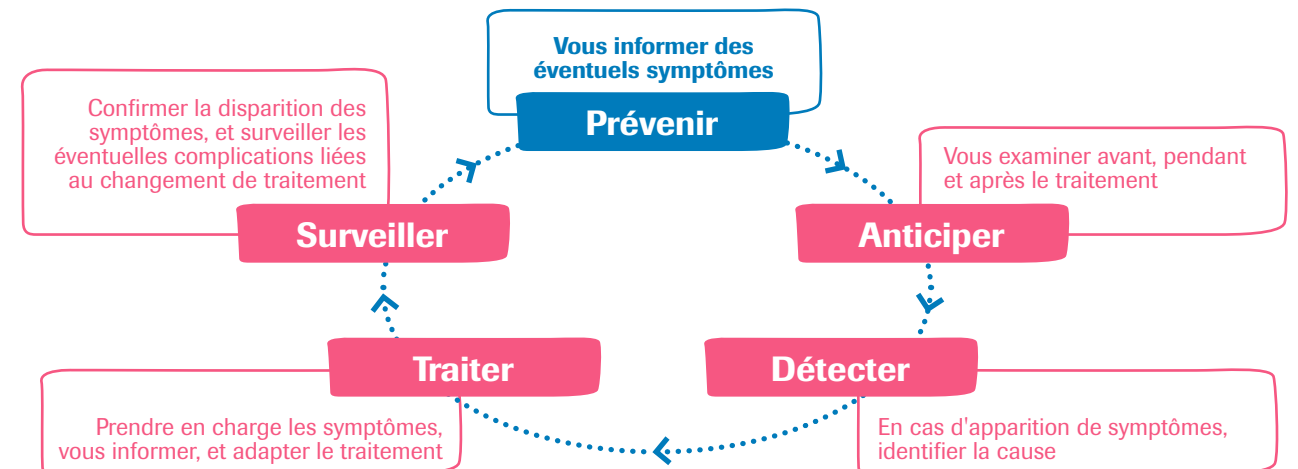 Vous informer des
éventuels symptômes
Prévenir
Vous examiner avant, pendant
et après le traitement
Anticiper
Détecter
En cas d'apparition de symptômes,
identifier la cause
Traiter
Prendre en charge les symptômes,
vous informer, et adapter le traitement
Confirmer la disparition des
symptômes, et surveiller les
éventuelles complications liées
au changement de traitement
Surveiller